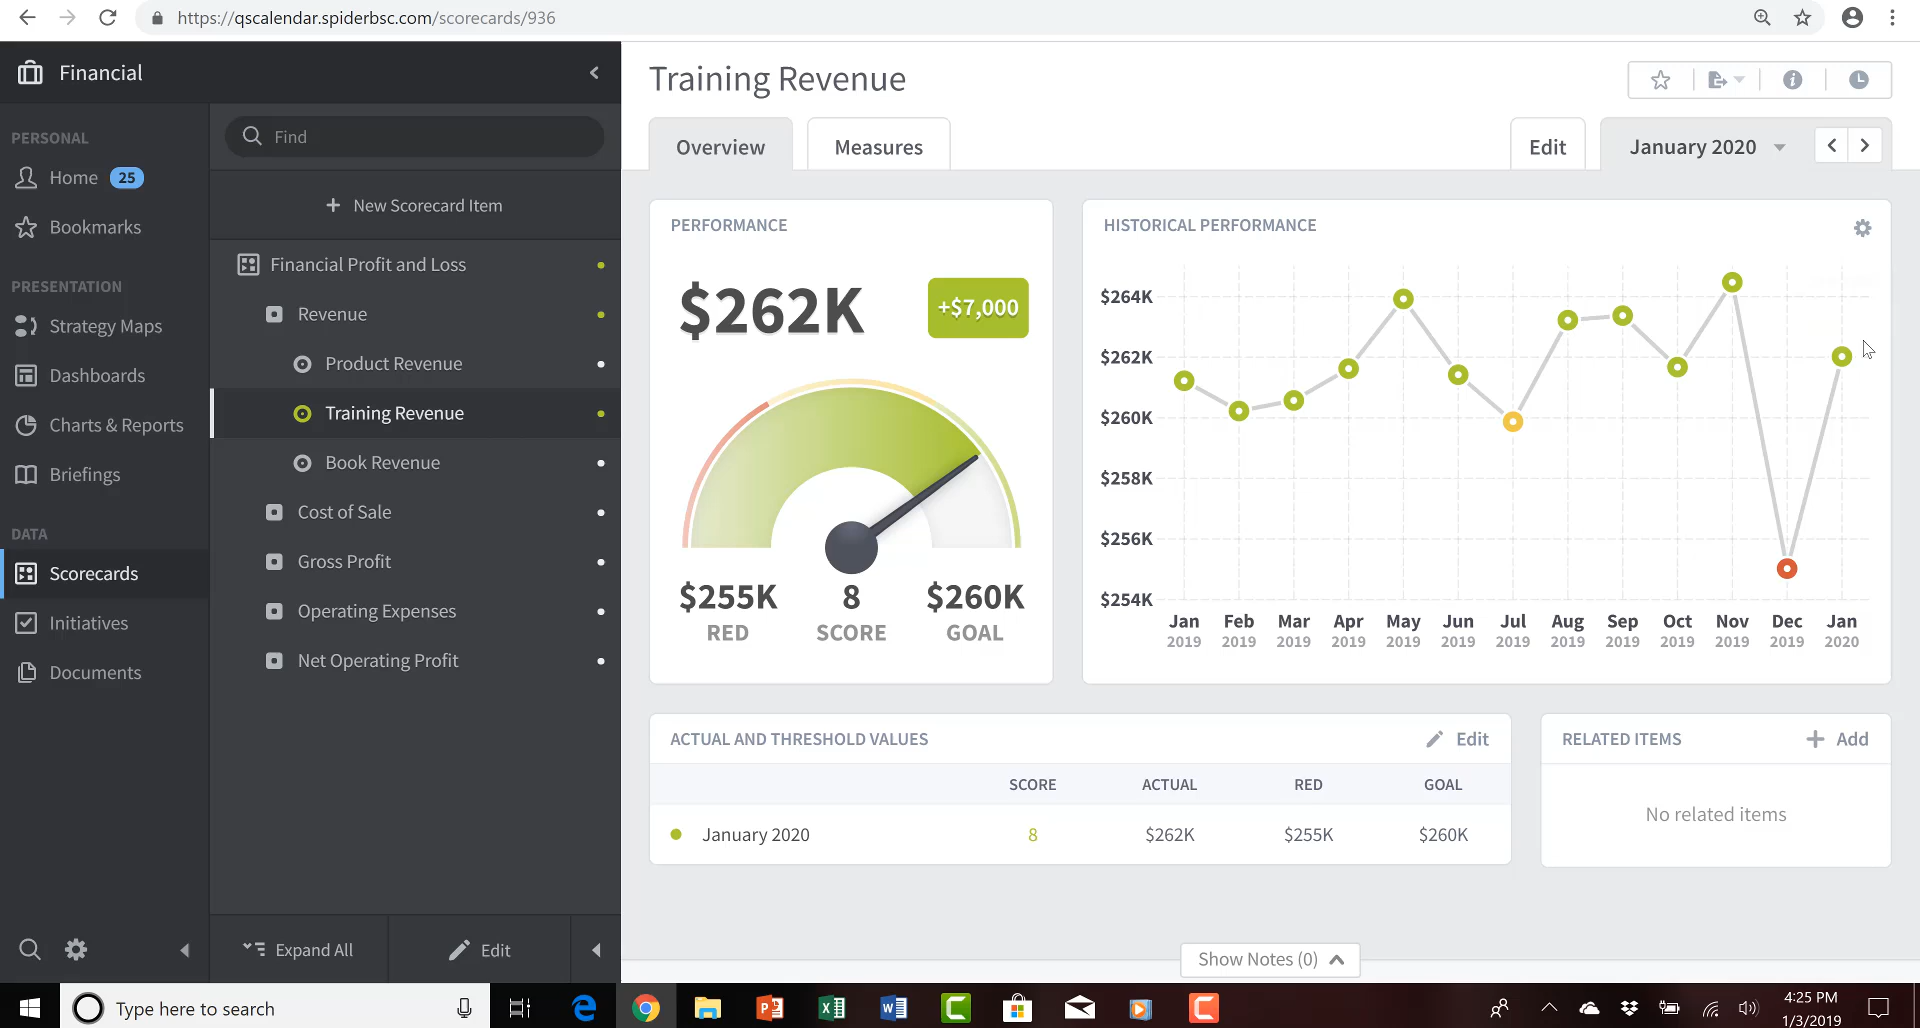 https://qscalendar.spiderbsc.com/scorecards/936
Financial
PERSONAL
Home 25
Bookmarks
PRESENTATION
Strategy Maps
Dashboards
Charts & Reports
Briefings
DATA
Scorecards
Initiatives
Documents
Find
+ New Scorecard Item
Financial Profit and Loss
Revenue
Product Revenue
Training Revenue
Book Revenue
Cost of Sale
Gross Profit
Operating Expenses
Net Operating Profit
Expand All
Edit
Training Revenue
Overview
Measures
Edit
January 2020
PERFORMANCE
$262K
+$7,000
$255K 8 $260K
RED SCORE GOAL
HISTORICAL PERFORMANCE
$264K
$262K
$260K
$258K
$256K
$254K
Jan Feb Mar Apr May Jun Jul Aug Sep Oct Nov Dec Jan
2019 2019 2019 2019 2019 2019 2019 2019 2019 2019 2019 2019 2020
ACTUAL AND THRESHOLD VALUES
Edit
SCORE ACTUAL RED GOAL
January 2020 8 $262K $255K $260K
RELATED ITEMS
+ Add
No related items
Show Notes (0)
Type here to search
4:25 PM
1/3/2019